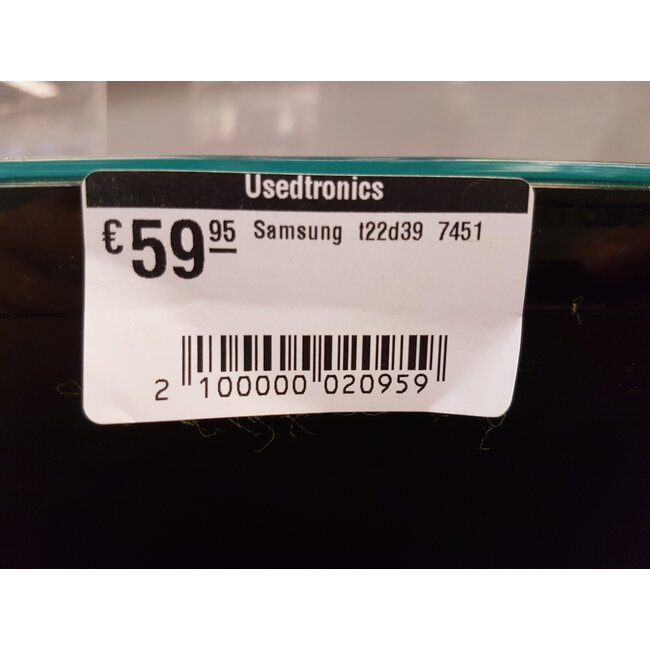 Usedtronics
€59 95 Samsung t22d39 7451
2 100000 020959